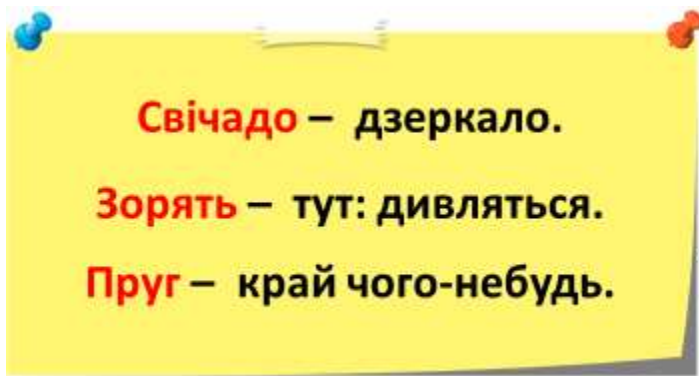 Свічадо – дзеркало.
Зорять – тут: дивляться.
Пруг – край чого-небудь.